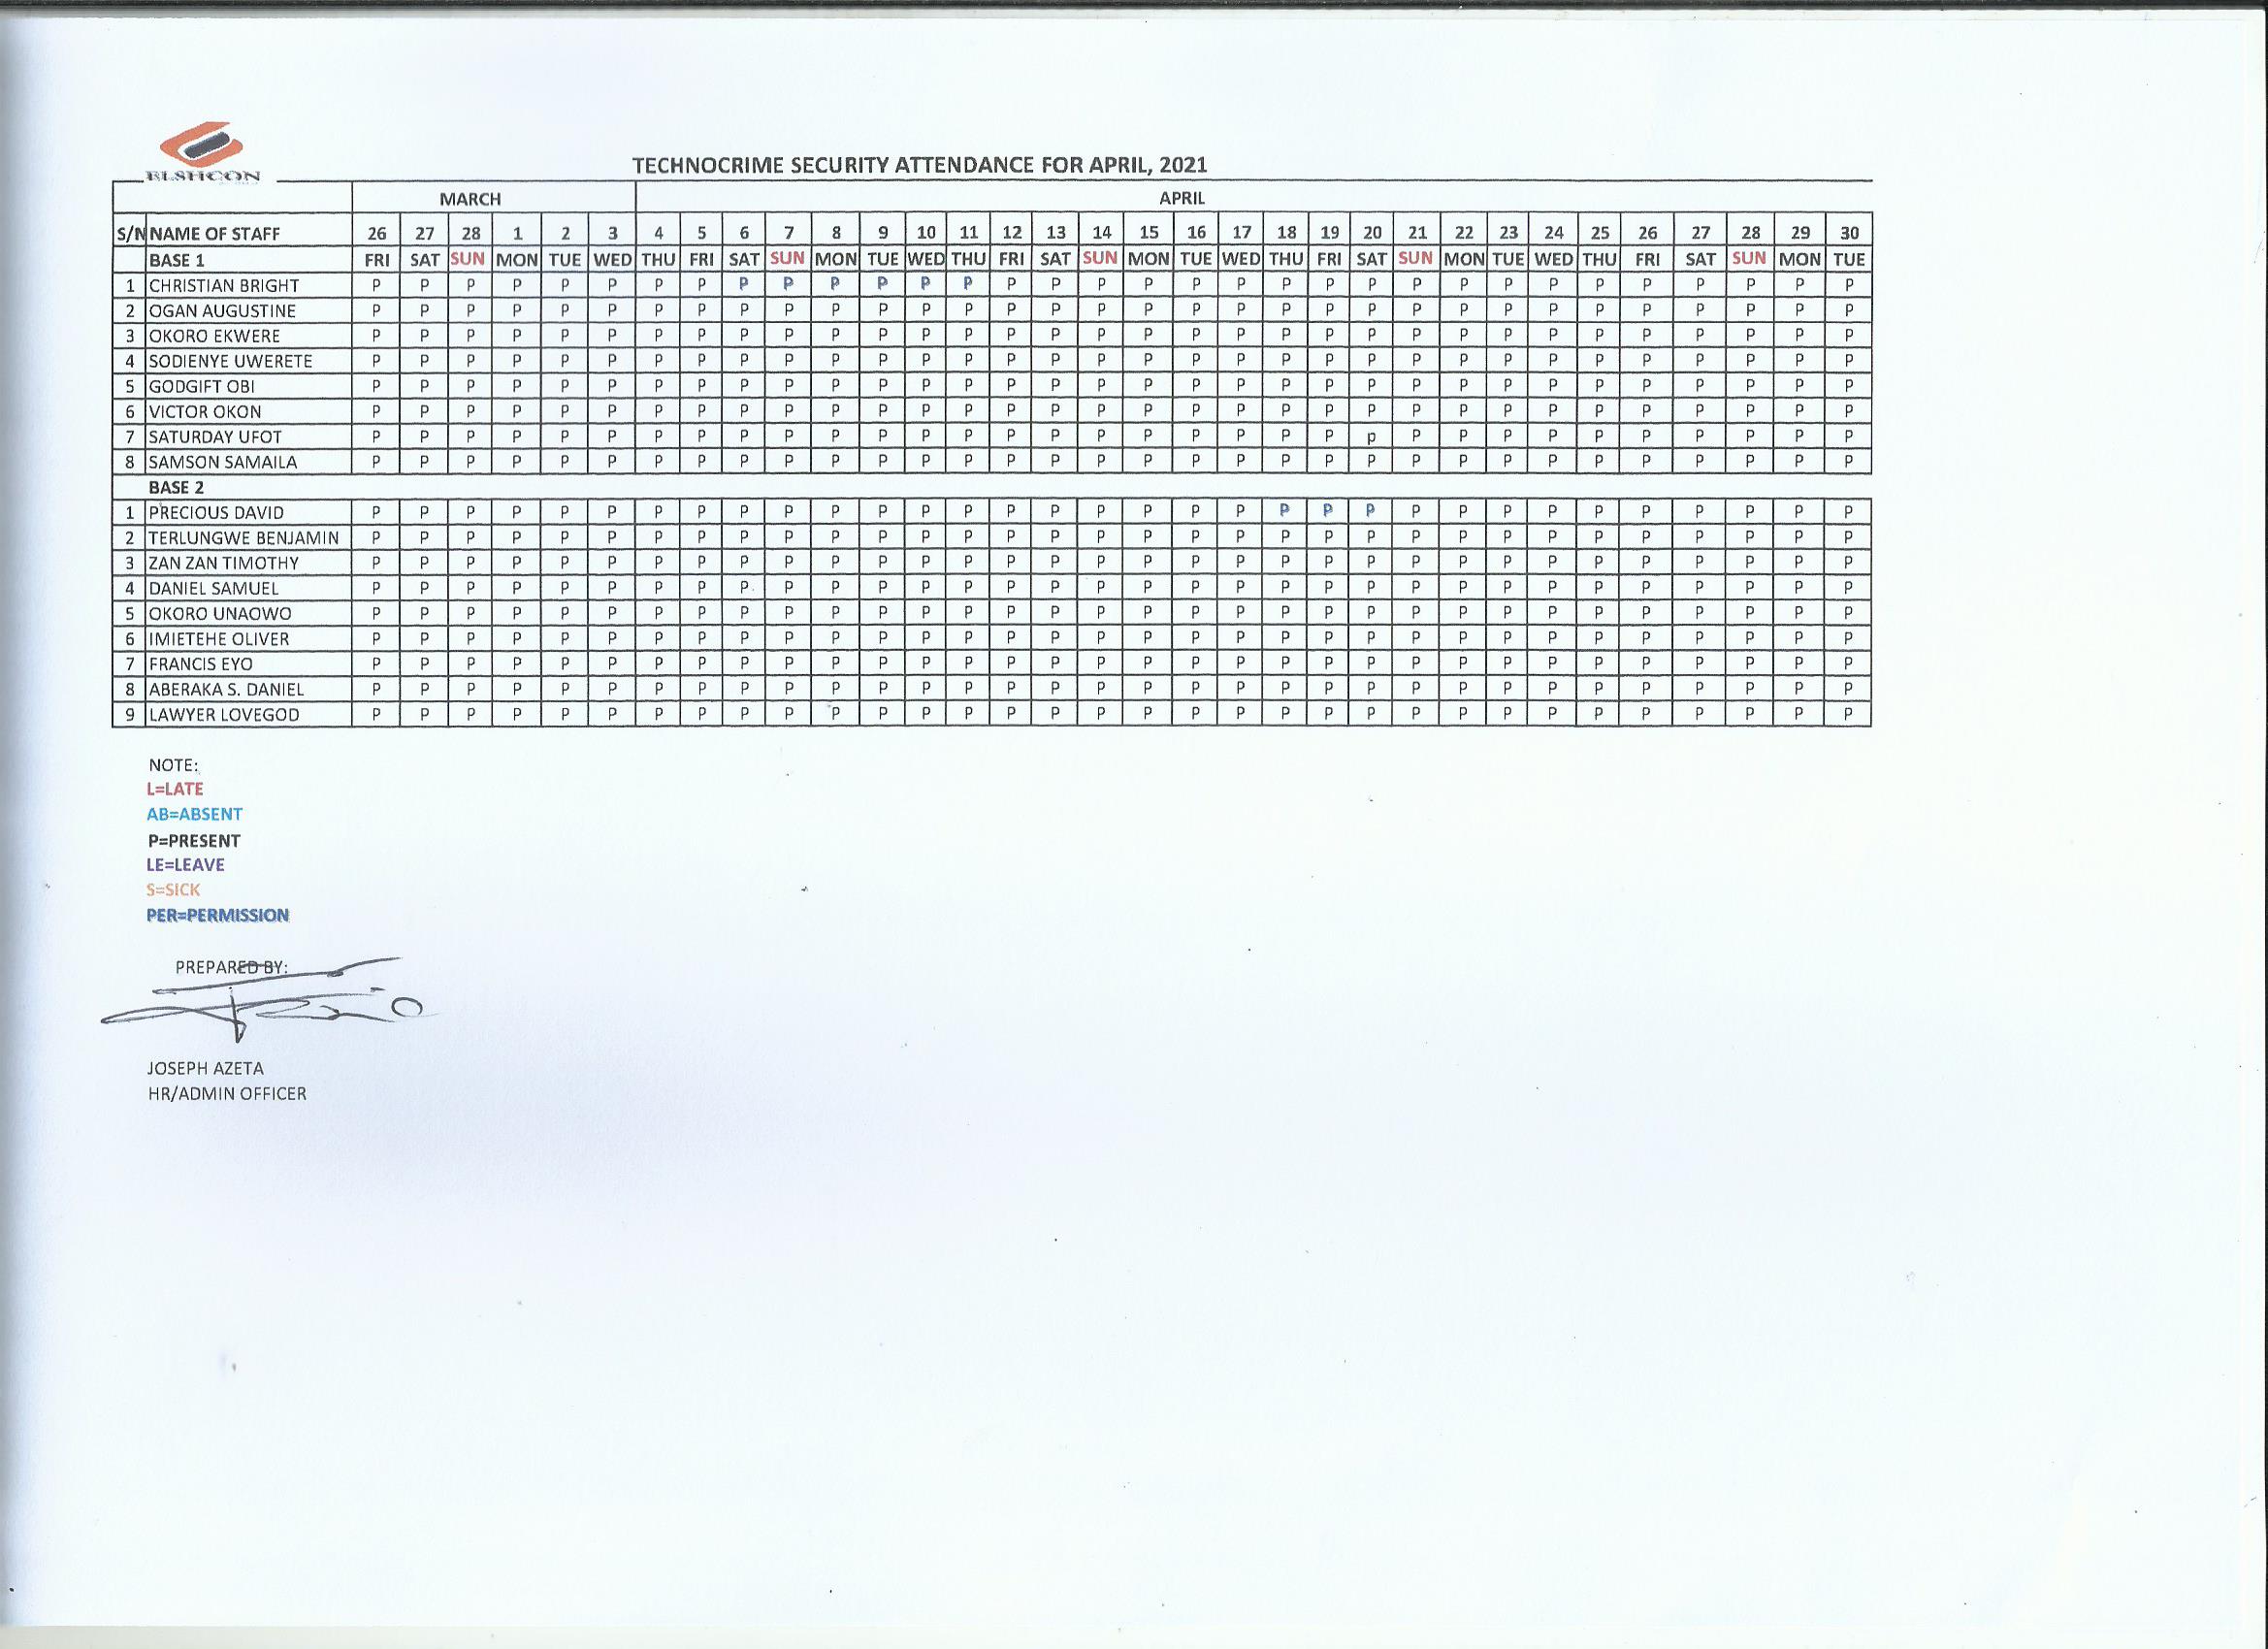 BLSHCON
TECHNOCRIME SECURITY ATTENDANCE FOR APRIL, 2021
MARCH APRIL
S/N NAME OF STAFF 26 27 28 1 2 3 4 5 6 7 8 9 10 11 12 13 14 15 16 17 18 19 20 21 22 23 24 25 26 27 28 29 30
BASE 1 FRI SAT SUN MON TUE WED THU FRI SAT SUN MON TUE WED THU FRI SAT SUN MON TUE WED THU FRI SAT SUN MON TUE WED THU FRI SAT SUN MON TUE
1 CHRISTIAN BRIGHT P P P P P P P P P P P P P P P P P P P P P P P P P P P P P P P P P
2 OGAN AUGUSTINE P P P P P P P P P P P P P P P P P P P P P P P P P P P P P P P P P
3 OKORO EKWERE P P P P P P P P P P P P P P P P P P P P P P P P P P P P P P P P P
4 SODIENYE UWERETE P P P P P P P P P P P P P P P P P P P P P P P P P P P P P P P P P
5 GODGIFT OBI P P P P P P P P P P P P P P P P P P P P P P P P P P P P P P P P P
6 VICTOR OKON P P P P P P P P P P P P P P P P P P P P P P P P P P P P P P P P P
7 SATURDAY UFOT P P P P P P P P P P P P P P P P P P P P P P p P P P P P P P P P P
8 SAMSON SAMAILA P P P P P P P P P P P P P P P P P P P P P P P P P P P P P P P P P
BASE 2
1 PRECIOUS DAVID P P P P P P P P P P P P P P P P P P P P P P P P P P P P P P P P P
2 TERLUNGWE BENJAMIN P P P P P P P P P P P P P P P P P P P P P P P P P P P P P P P P P
3 ZAN ZAN TIMOTHY P P P P P P P P P P P P P P P P P P P P P P P P P P P P P P P P P
4 DANIEL SAMUEL P P P P P P P P P P P P P P P P P P P P P P P P P P P P P P P P P
5 OKORO UNAOWO P P P P P P P P P P P P P P P P P P P P P P P P P P P P P P P P P
6 IMIETEHE OLIVER P P P P P P P P P P P P P P P P P P P P P P P P P P P P P P P P P
7 FRANCIS EYO P P P P P P P P P P P P P P P P P P P P P P P P P P P P P P P P P
8 ABERAKA S. DANIEL P P P P P P P P P P P P P P P P P P P P P P P P P P P P P P P P P
9 LAWYER LOVEGOD P P P P P P P P P P P P P P P P P P P P P P P P P P P P P P P P P
NOTE:
L=LATE
AB=ABSENT
P=PRESENT
LE=LEAVE
S=SICK
PER=PERMISSION
PREPARED BY:
JOSEPH AZETA
HR/ADMIN OFFICER